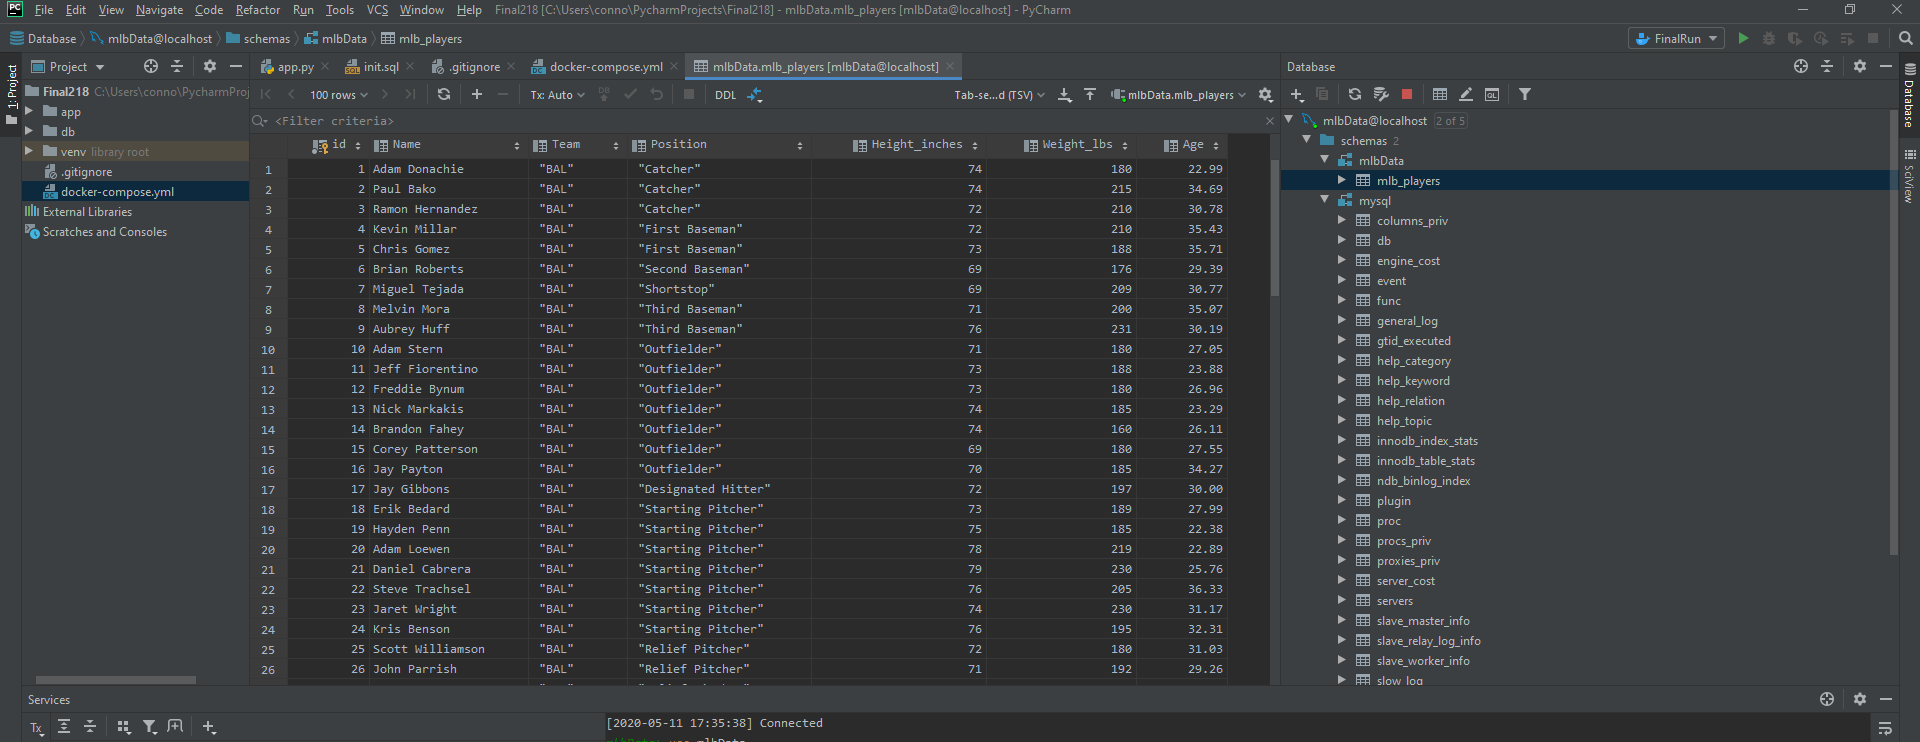 PC File Edit View Navigate Code Refactor Run Tools VCS Window Help Final218 [C:\Users\conno\PycharmProjects\Final218] - mlbData.mlb_players [mlbData@localhost] - PyCharm
Database mlbData@localhost schemas mlbData mlb_players FinalRun
1: Project
Project
Final218 C:\Users\conno\PycharmProj
app
db
venv library root
.gitignore
docker-compose.yml
External Libraries
Scratches and Consoles
app.py init.sql .gitignore docker-compose.yml mlbData.mlb_players [mlbData@localhost]
100 rows Tx: Auto DB DDL Tab-se...d (TSV) mlbData.mlb_players
<Filter criteria>
id Name Team Position Height_inches Weight_lbs Age
1 1 Adam Donachie "BAL" "Catcher" 74 180 22.99
2 2 Paul Bako "BAL" "Catcher" 74 215 34.69
3 3 Ramon Hernandez "BAL" "Catcher" 72 210 30.78
4 4 Kevin Millar "BAL" "First Baseman" 72 210 35.43
5 5 Chris Gomez "BAL" "First Baseman" 73 188 35.71
6 6 Brian Roberts "BAL" "Second Baseman" 69 176 29.39
7 7 Miguel Tejada "BAL" "Shortstop" 69 209 30.77
8 8 Melvin Mora "BAL" "Third Baseman" 71 200 35.07
9 9 Aubrey Huff "BAL" "Third Baseman" 76 231 30.19
10 10 Adam Stern "BAL" "Outfielder" 71 180 27.05
11 11 Jeff Fiorentino "BAL" "Outfielder" 73 188 23.88
12 12 Freddie Bynum "BAL" "Outfielder" 73 180 26.96
13 13 Nick Markakis "BAL" "Outfielder" 74 185 23.29
14 14 Brandon Fahey "BAL" "Outfielder" 74 160 26.11
15 15 Corey Patterson "BAL" "Outfielder" 69 180 27.55
16 16 Jay Payton "BAL" "Outfielder" 70 185 34.27
17 17 Jay Gibbons "BAL" "Designated Hitter" 72 197 30.00
18 18 Erik Bedard "BAL" "Starting Pitcher" 73 189 27.99
19 19 Hayden Penn "BAL" "Starting Pitcher" 75 185 22.38
20 20 Adam Loewen "BAL" "Starting Pitcher" 78 219 22.89
21 21 Daniel Cabrera "BAL" "Starting Pitcher" 79 230 25.76
22 22 Steve Trachsel "BAL" "Starting Pitcher" 76 205 36.33
23 23 Jaret Wright "BAL" "Starting Pitcher" 74 230 31.17
24 24 Kris Benson "BAL" "Starting Pitcher" 76 195 32.31
25 25 Scott Williamson "BAL" "Relief Pitcher" 72 180 31.03
26 26 John Parrish "BAL" "Relief Pitcher" 71 192 29.26
Database
mlbData@localhost 2 of 5
schemas 2
mlbData
mlb_players
mysql
columns_priv
db
engine_cost
event
func
general_log
gtid_executed
help_category
help_keyword
help_relation
help_topic
innodb_index_stats
innodb_table_stats
ndb_binlog_index
plugin
proc
procs_priv
proxies_priv
server_cost
servers
slave_master_info
slave_relay_log_info
slave_worker_info
slow_log
Database
SciView
Services
Tx
[2020-05-11 17:35:38] Connected